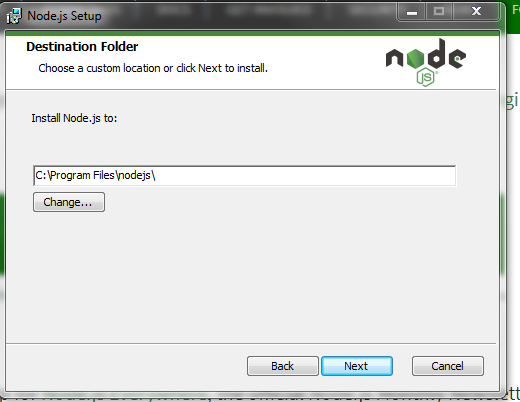 Node.js Setup
Destination Folder
Choose a custom location or click Next to install.
node
JS
Install Node.js to:
C:\Program Files\nodejs\
Change...
Back
Next
Cancel